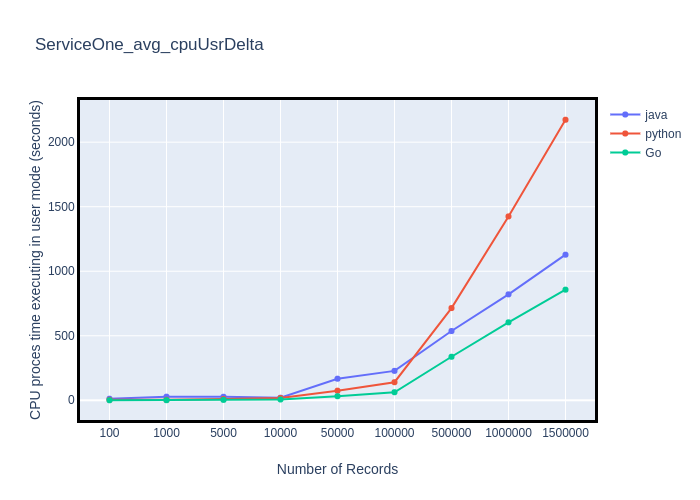 ServiceOne_avg_cpuUsrDelta
CPU proces time executing in user mode (seconds)
2000
1500
1000
500
0
100 1000 5000 10000 50000 100000 500000 1000000 1500000
Number of Records
java
python
Go